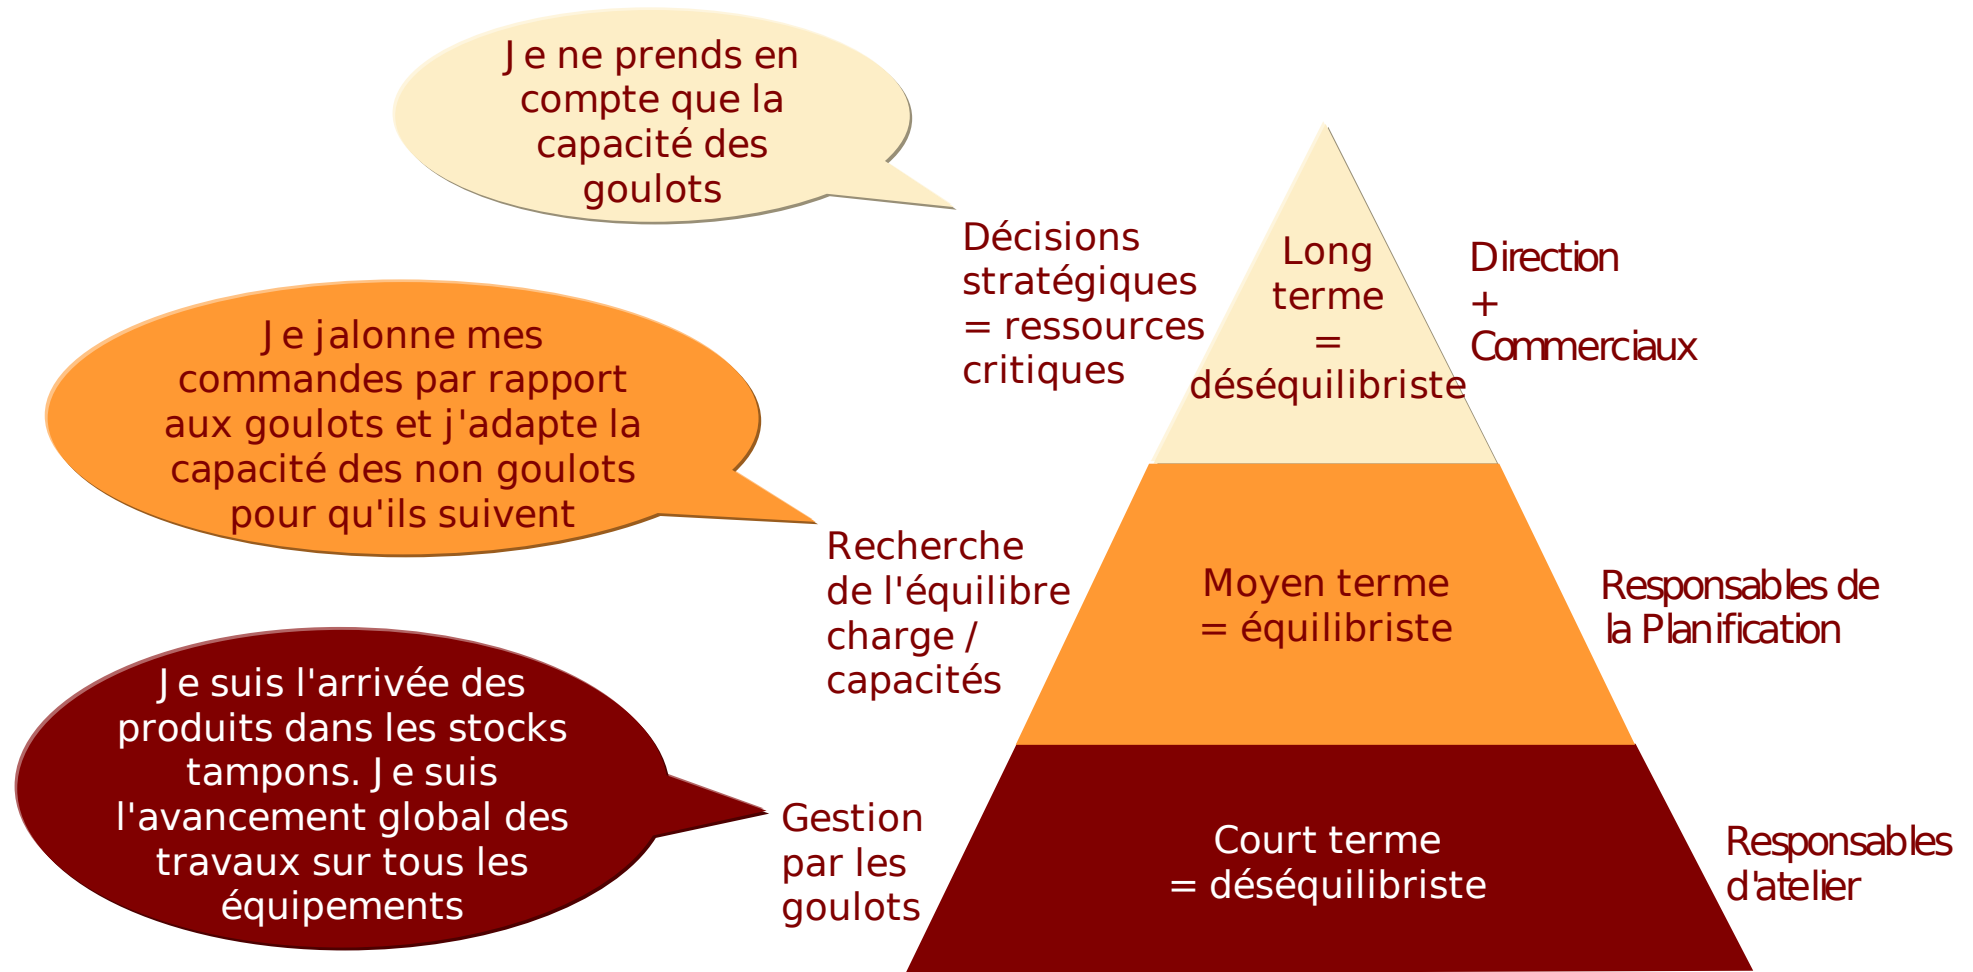 Je ne prends en
compte que la
capacité des
goulots
Décisions
stratégiques
= ressources
critiques
Long
terme
=
déséquilibriste
Direction
+
Commerciaux
Je jalonne mes
commandes par rapport
aux goulots et j'adapte la
capacité des non goulots
pour qu'ils suivent
Recherche
de l'équilibre
charge /
capacités
Moyen terme
= équilibriste
Responsables de
la Planification
Je suis l'arrivée des
produits dans les stocks
tampons. Je suis
l'avancement global des
travaux sur tous les
équipements
Gestion
par les
goulots
Court terme
= déséquilibriste
Responsables
d'atelier